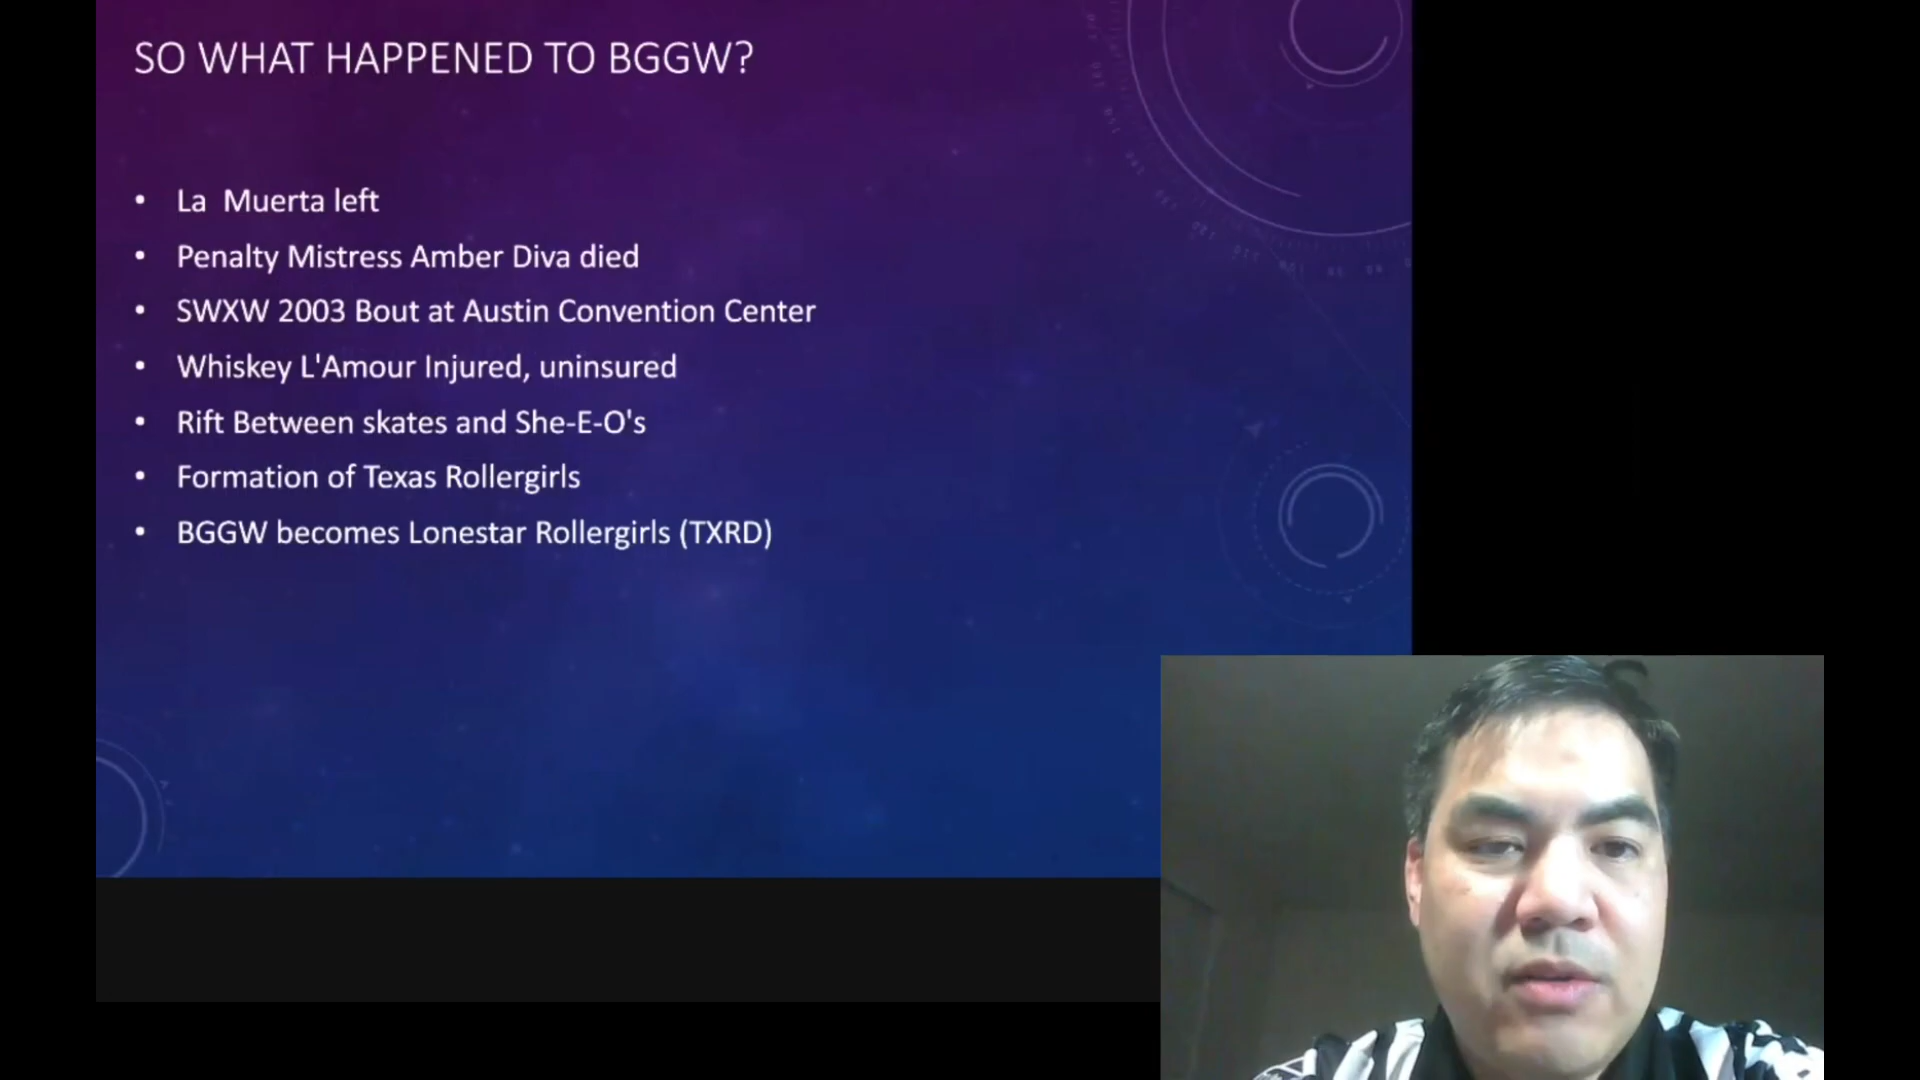 SO WHAT HAPPENED TO BGGW?
• La  Muerta left
• Penalty Mistress Amber Diva died
• SWXW 2003 Bout at Austin Convention Center
• Whiskey L'Amour Injured, uninsured
• Rift Between skates and She-E-O's
• Formation of Texas Rollergirls
• BGGW becomes Lonestar Rollergirls (TXRD)